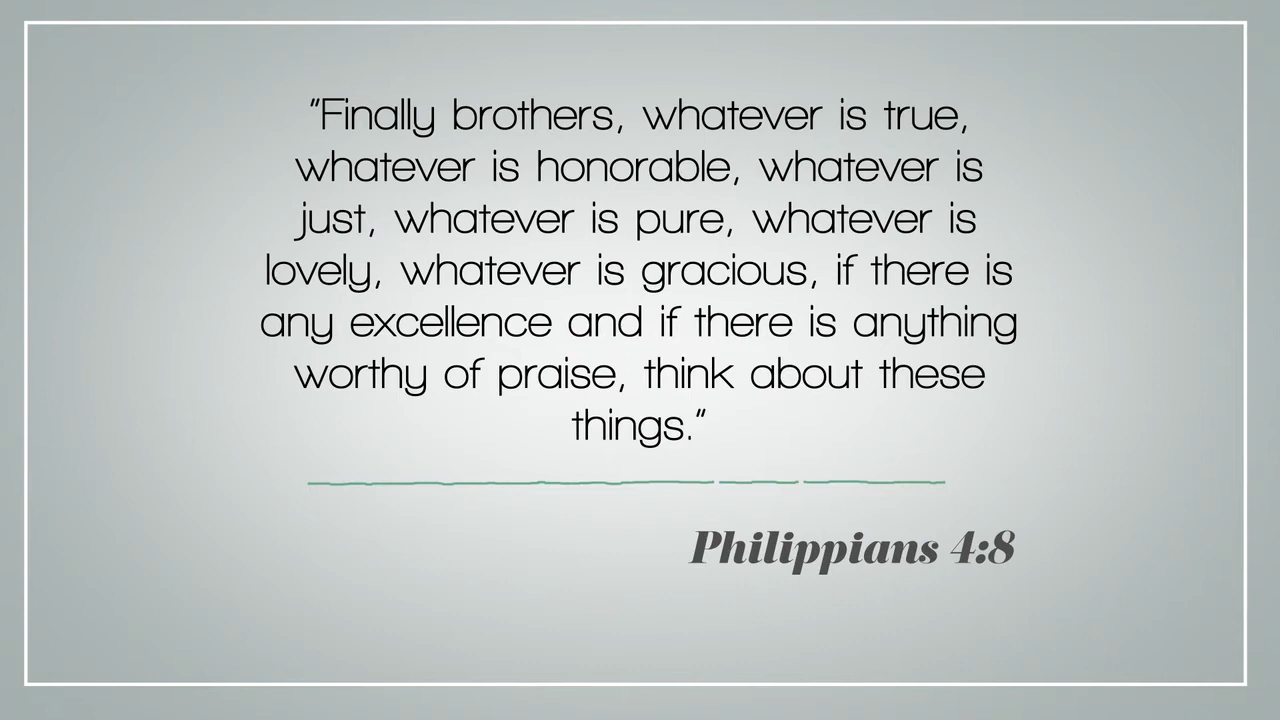 "Finally brothers, whatever is true,
whatever is honorable, whatever is
just, whatever is pure, whatever is
lovely, whatever is gracious, if there is
any excellence and if there is anything
worthy of praise, think about these
things."
Philippians 4:8